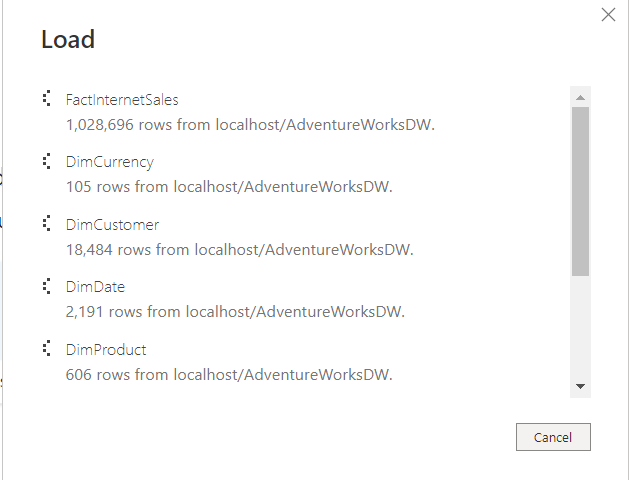 Load
FactInternetSales
1,028,696 rows from localhost/AdventureWorksDW.
DimCurrency
105 rows from localhost/AdventureWorksDW.
DimCustomer
18,484 rows from localhost/AdventureWorksDW.
DimDate
2,191 rows from localhost/AdventureWorksDW.
DimProduct
606 rows from localhost/AdventureWorksDW.
Cancel